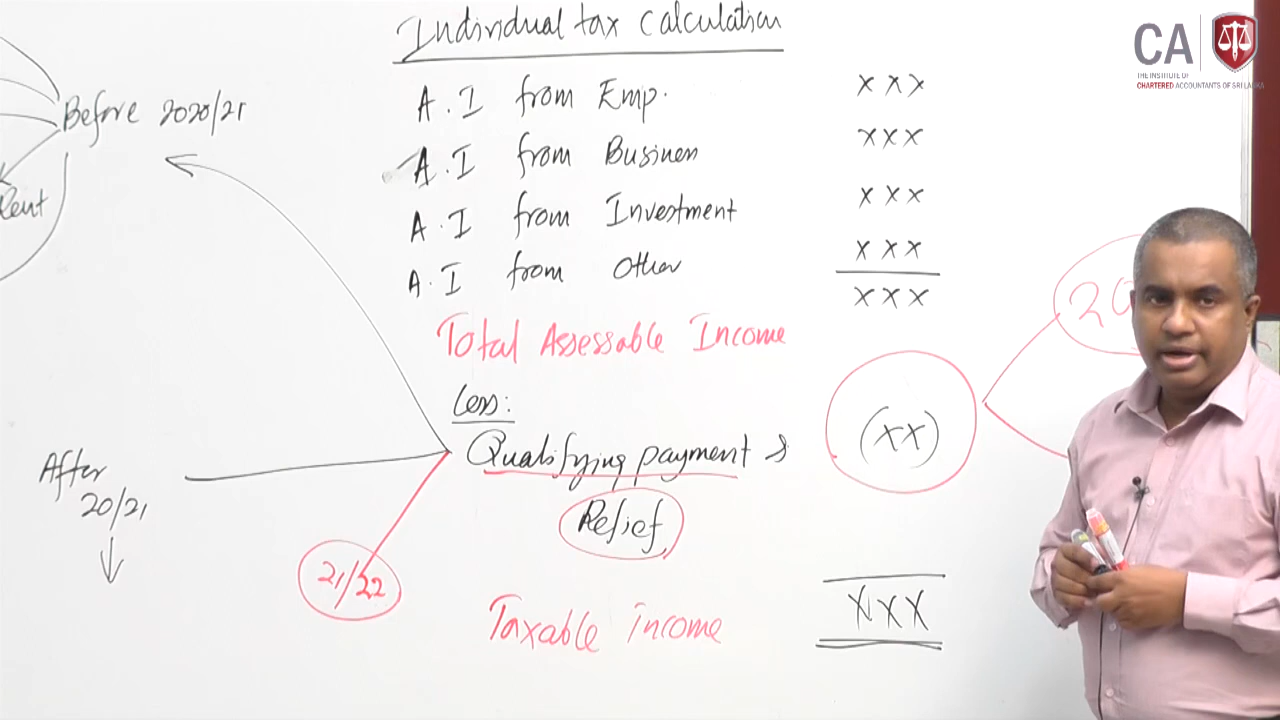 Individual tax calculation
A.I from Emp. xxx
A.I from Business xxx
A.I from Investment xxx
A.I from Other xxx
xxx
Total Assessable Income
Less:
Qualifying payment & (xx)
Relief
Taxable income xxx
Before 2020/21
Rent
After
20/21
21/22
20
CA
THE INSTITUTE OF
CHARTERED ACCOUNTANTS OF SRI LANKA